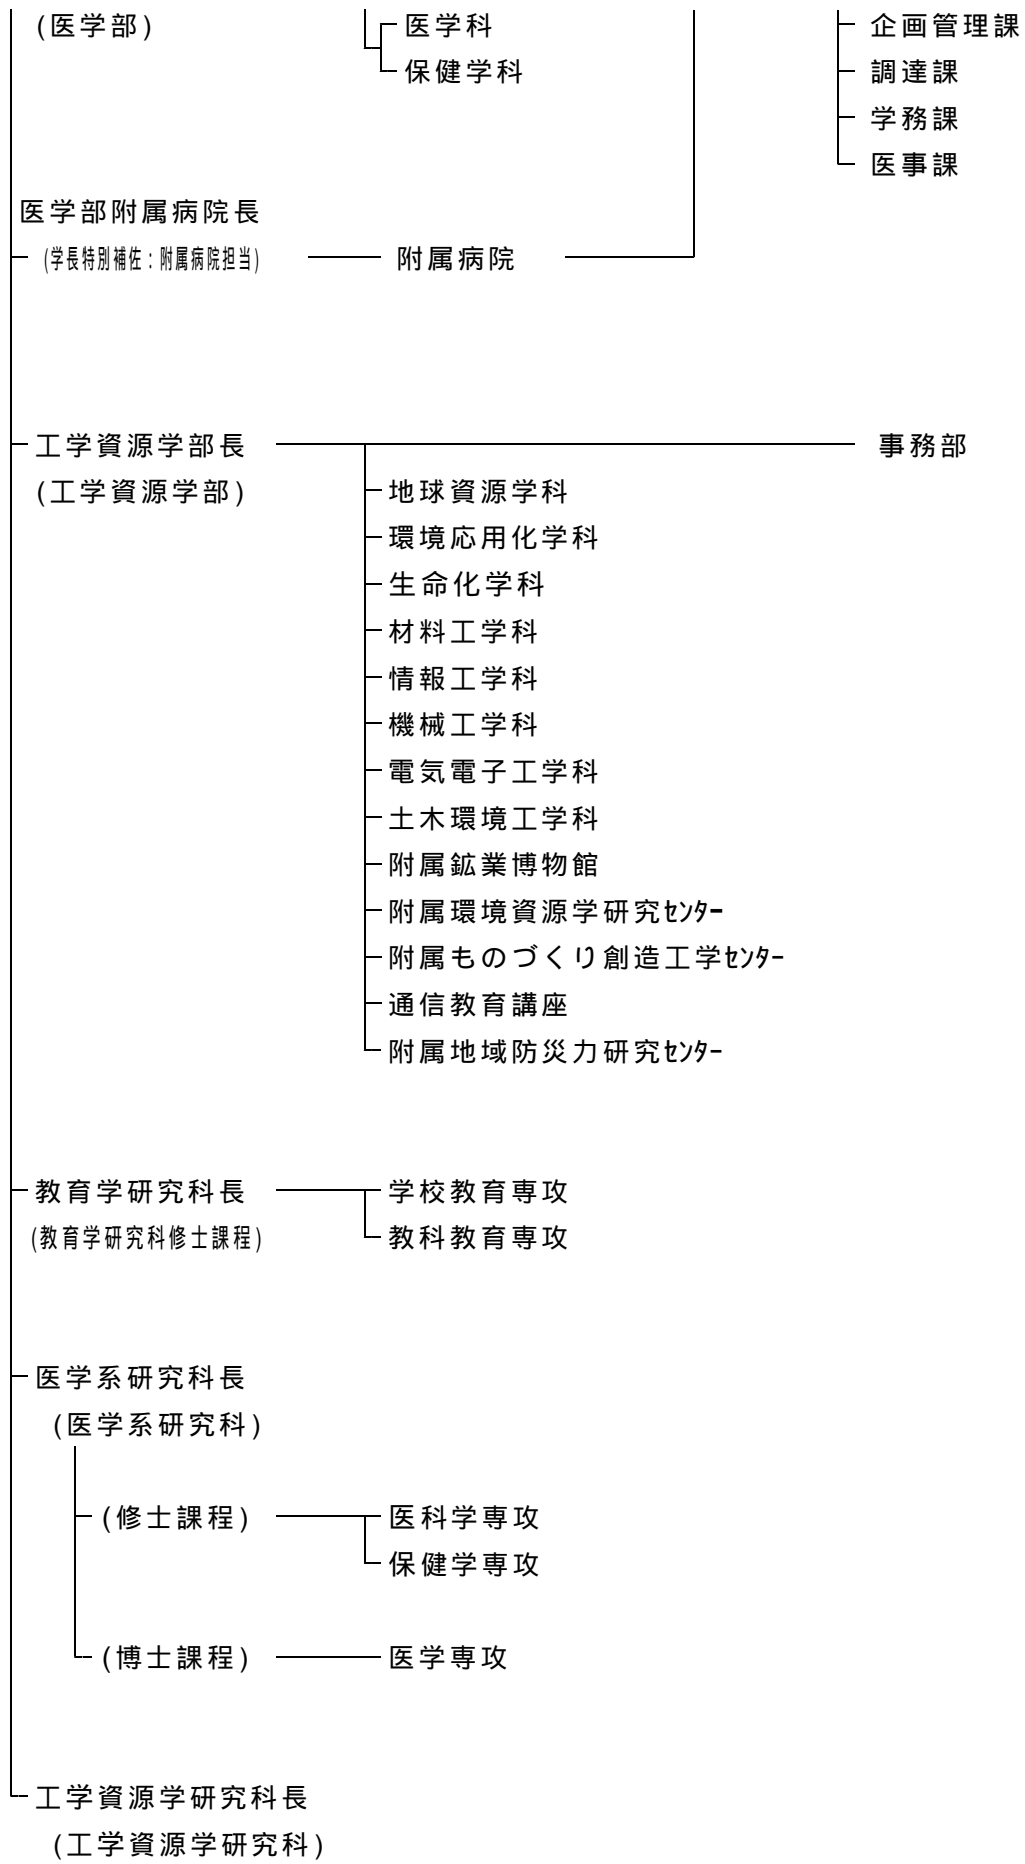 (医学部) 医学科 企画管理課
保健学科 調達課
学務課
医事課
医学部附属病院長
(学長特別補佐：附属病院担当) 附属病院
工学資源学部長 事務部
(工学資源学部) 地球資源学科
環境応用化学科
生命化学科
材料工学科
情報工学科
機械工学科
電気電子工学科
土木環境工学科
附属鉱業博物館
附属環境資源学研究ｾﾝﾀｰ
附属ものづくり創造工学ｾﾝﾀｰ
通信教育講座
附属地域防災力研究ｾﾝﾀｰ
教育学研究科長 学校教育専攻
(教育学研究科修士課程) 教科教育専攻
医学系研究科長
(医学系研究科)
(修士課程) 医科学専攻
保健学専攻
(博士課程) 医学専攻
工学資源学研究科長
(工学資源学研究科)